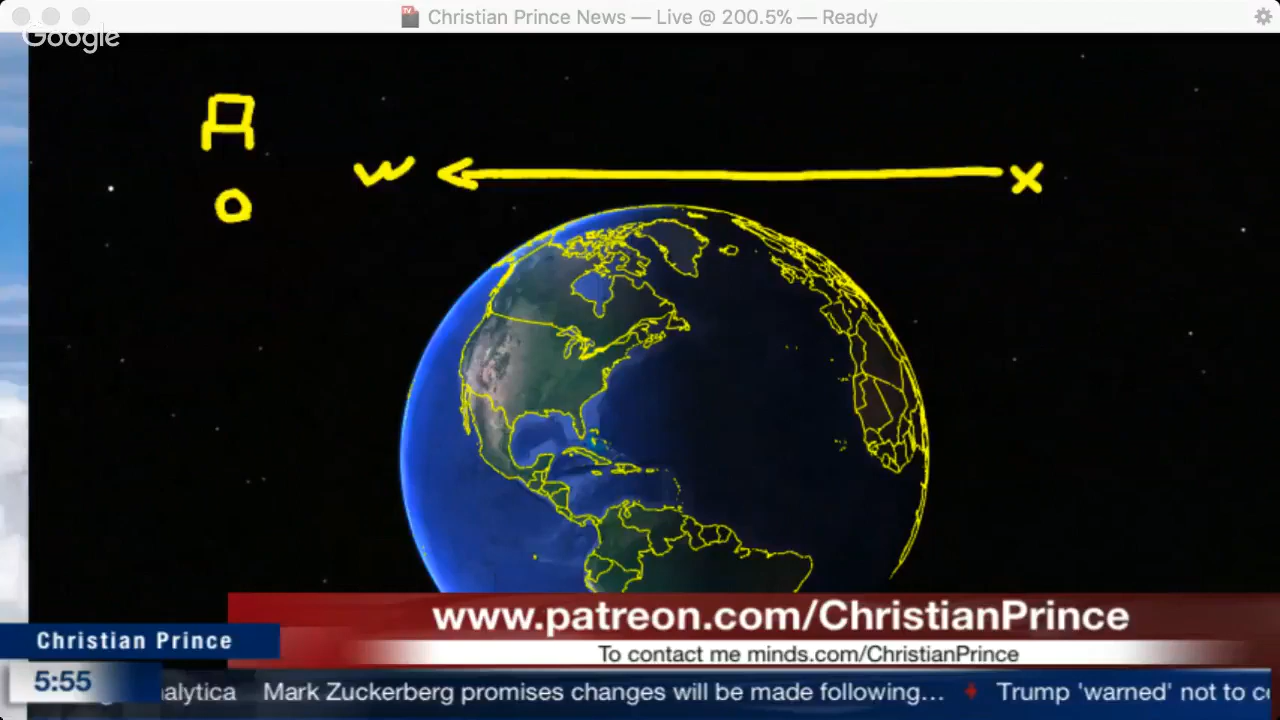 Christian Prince News — Live @ 200.5% — Ready
Google
W
X
www.patreon.com/ChristianPrince
To contact me minds.com/ChristianPrince
Christian Prince
5:55
alytica Mark Zuckerberg promises changes will be made following... Trump 'warned' not to c